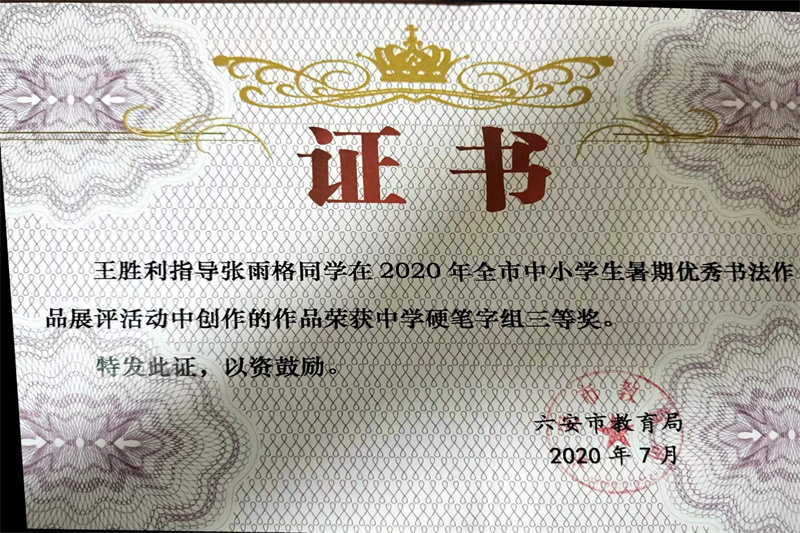 证书
王胜利指导张雨格同学在2020年全市中小学生暑期优秀书法作
品展评活动中创作的作品荣获中学硬笔字组三等奖。
特发此证，以资鼓励。
六安市教育局
2020年7月